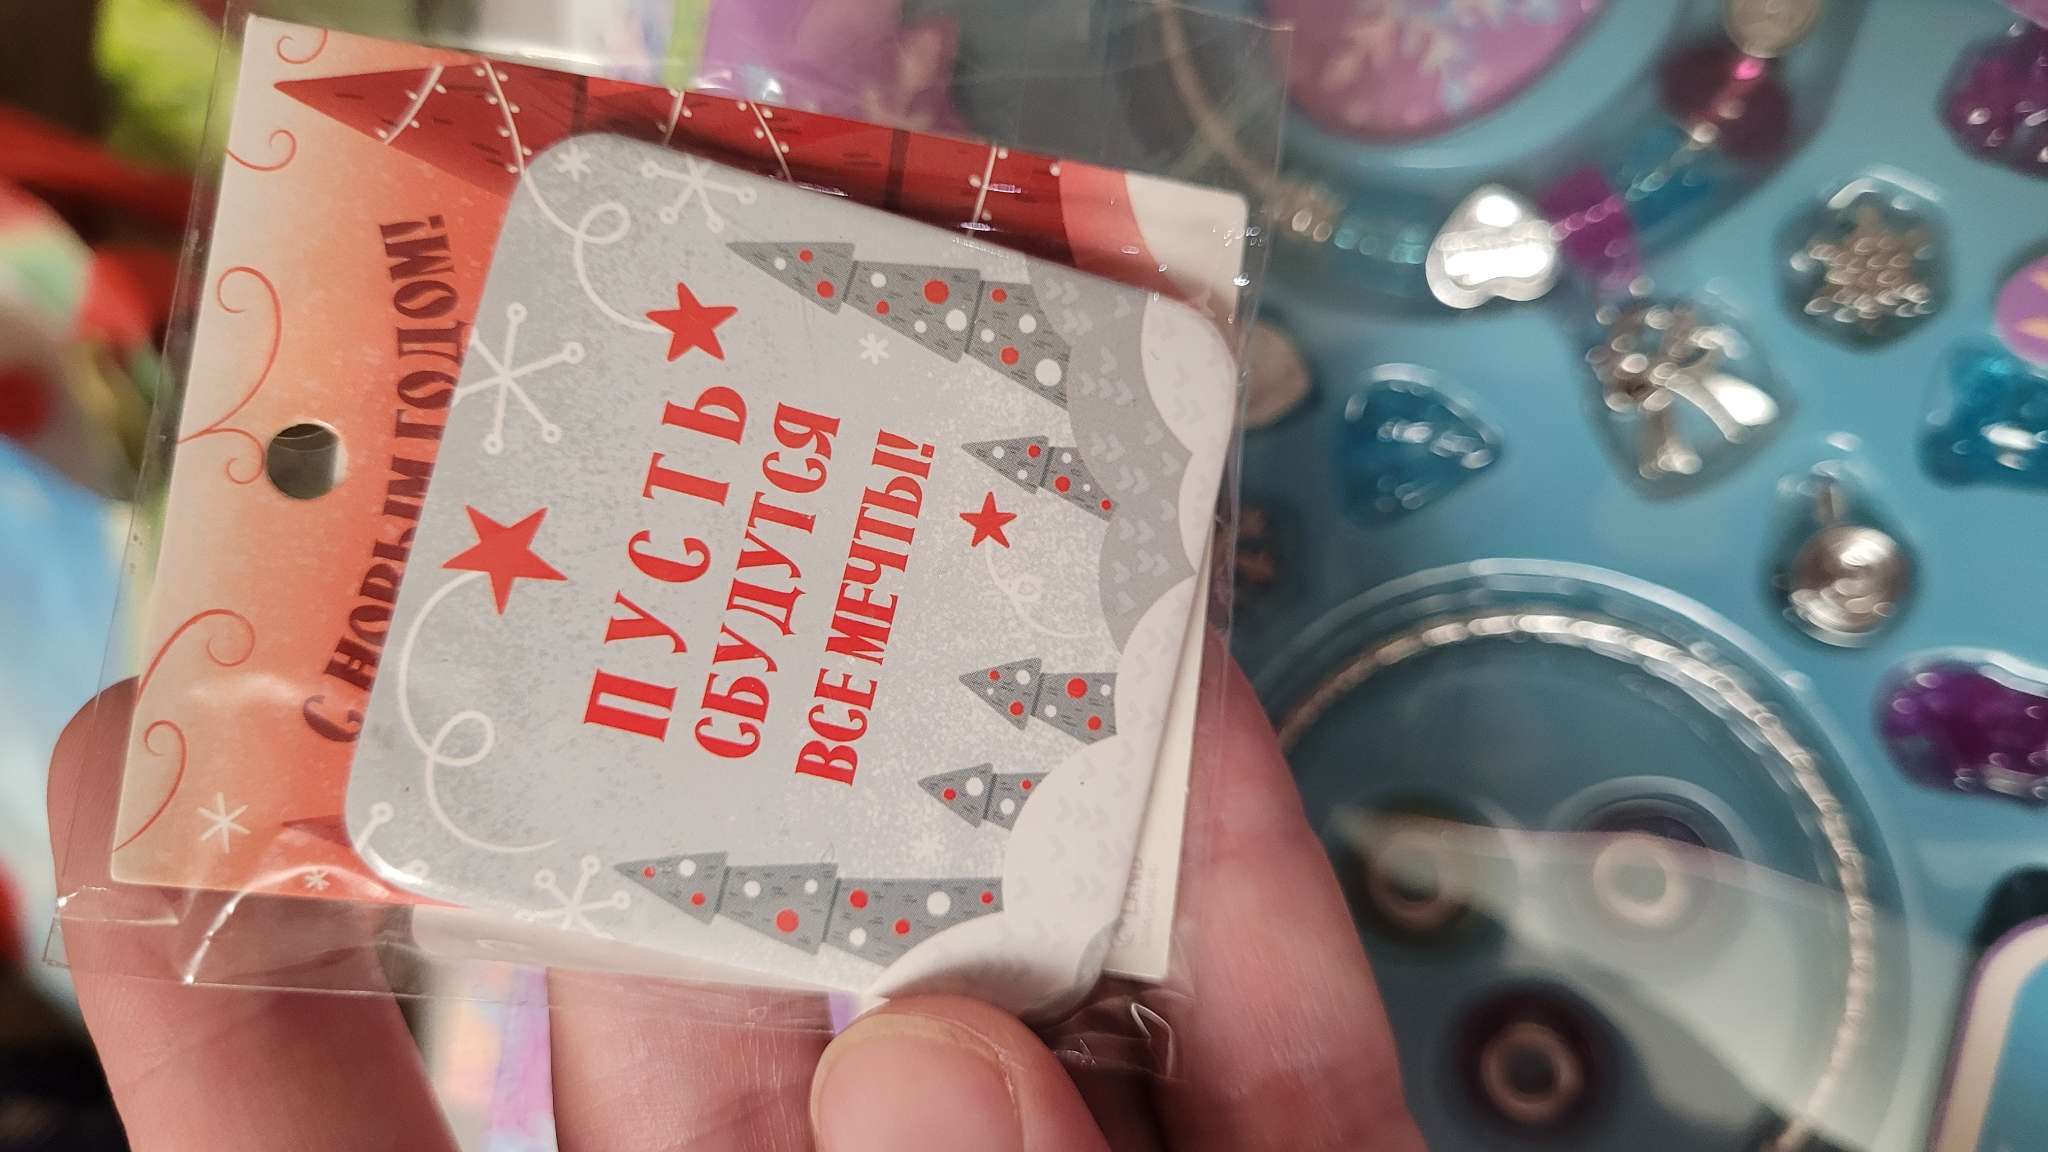 С НОВЫМ ГОДОМ!
ПУСТЬ
СБУДУТСЯ
ВСЕ МЕЧТЫ!